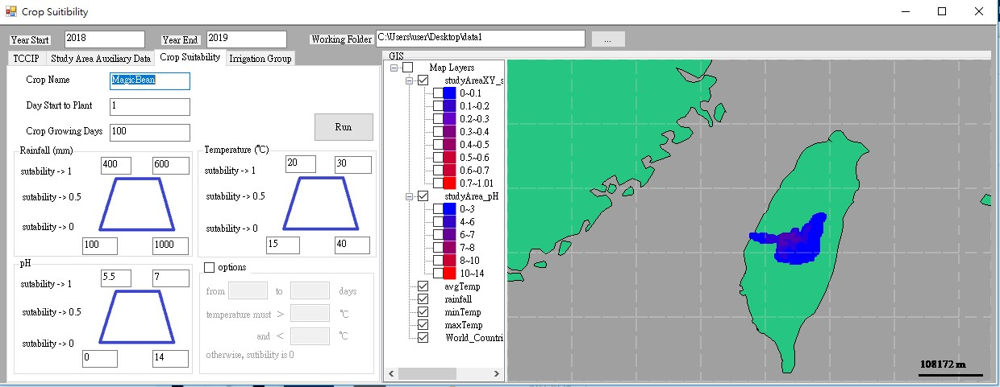 Crop Suitibility
Year Start 2018 Year End 2019 Working Folder C:\Users\user\Desktop\data1 ...
TCCIP Study Area Auxiliary Data Crop Suitability Irrigation Group
Crop Name MagicBean
Day Start to Plant 1
Crop Growing Days 100
Run
Rainfall (mm)
sutability -> 1 400 600
sutability -> 0.5
sutability -> 0
100 1000
Temperature (℃)
sutability -> 1 20 30
sutability -> 0.5
sutability -> 0
15 40
pH
sutability -> 1 5.5 7
sutability -> 0.5
sutability -> 0
0 14
options
from to days
temperature must > ℃
and < ℃
otherwise, sutibility is 0
GIS
Map Layers
studyAreaXY_s
0~0.1
0.1~0.2
0.2~0.3
0.3~0.4
0.4~0.5
0.5~0.6
0.6~0.7
0.7~1.01
studyArea_pH
0~3
4~6
6~7
7~8
8~10
10~14
avgTemp
rainfall
minTemp
maxTemp
World_Countri
108172 m